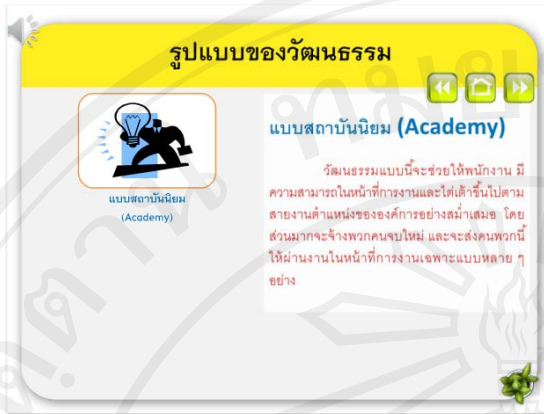 รูปแบบของวัฒนธรรม
แบบสถาบันนิยม
(Academy)
แบบสถาบันนิยม (Academy)
วัฒนธรรมแบบนี้จะช่วยให้พนักงาน มี
ความสามารถในหน้าที่การงานและไต่เต้าขึ้นไปตาม
สายงานตำแหน่งขององค์การอย่างสม่ำเสมอ โดย
ส่วนมากจะจ้างพวกคนจบใหม่ และจะส่งคนพวกนี้
ให้ผ่านงานในหน้าที่การงานเฉพาะแบบหลาย ๆ
อย่าง